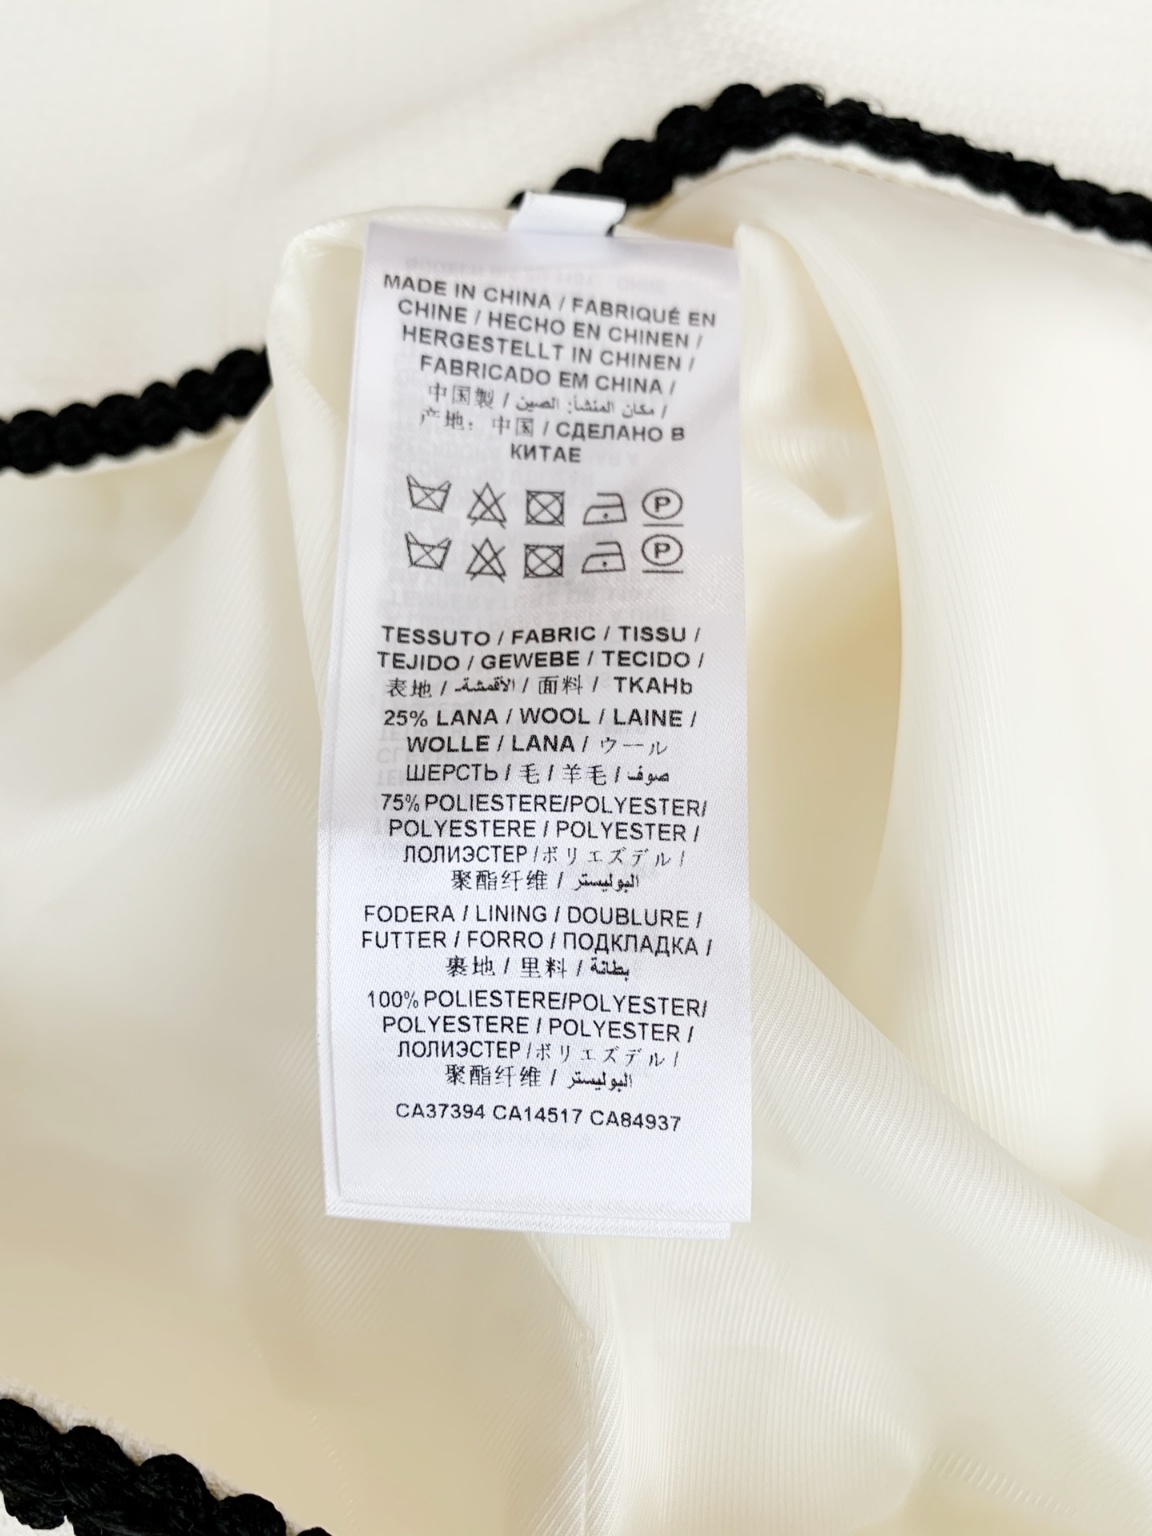 MADE IN CHINA / FABRIQUÉ EN
CHINE / HECHO EN CHINEN /
HERGESTELLT IN CHINEN /
FABRICADO EM CHINA /
中国製 / مكان المنشأ: الصين /
产地: 中国 / СДЕЛАНО В
КИТАЕ
P
P
TESSUTO / FABRIC / TISSU /
TEJIDO / GEWEBE / TECIDO /
表地 / الأقمشة / 面料 / ТКАНЬ
25% LANA / WOOL / LAINE /
WOLLE / LANA / ウール
ШЕРСТЬ / 毛 / 羊毛 / صوف
75% POLIESTERE/POLYESTER/
POLYESTERE / POLYESTER /
ЛОЛИЭСТЕР /ボリエズデル /
聚酯纤维 / البوليستر
FODERA / LINING / DOUBLURE /
FUTTER / FORRO / ПОДКЛАДКА /
裹地 / 里料 / بطانة
100% POLIESTERE/POLYESTER/
POLYESTERE / POLYESTER /
ЛОЛИЭСТЕР /ボリエズデル /
聚酯纤维 / البوليستر
CA37394 CA14517 CA84937